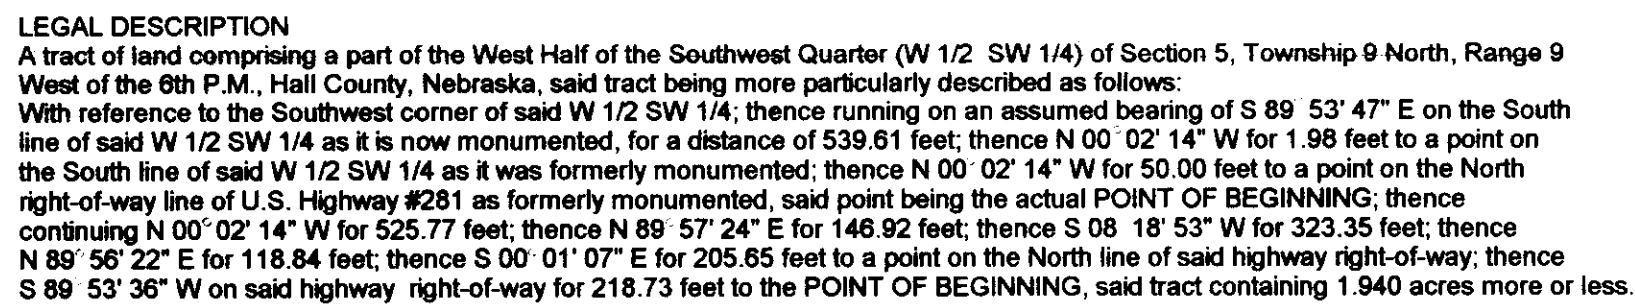 LEGAL DESCRIPTION
A tract of land comprising a part of the West Half of the Southwest Quarter (W 1/2 SW 1/4) of Section 5, Township 9 North, Range 9
West of the 6th P.M., Hall County, Nebraska, said tract being more particularly described as follows:
With reference to the Southwest corner of said W 1/2 SW 1/4; thence running on an assumed bearing of S 89° 53' 47" E on the South
line of said W 1/2 SW 1/4 as it is now monumented, for a distance of 539.61 feet; thence N 00° 02' 14" W for 1.98 feet to a point on
the South line of said W 1/2 SW 1/4 as it was formerly monumented; thence N 00° 02' 14" W for 50.00 feet to a point on the North
right-of-way line of U.S. Highway #281 as formerly monumented, said point being the actual POINT OF BEGINNING; thence
continuing N 00° 02' 14" W for 525.77 feet; thence N 89° 57' 24" E for 146.92 feet; thence S 08 18' 53" W for 323.35 feet; thence
N 89° 56' 22" E for 118.84 feet; thence S 00° 01' 07" E for 205.65 feet to a point on the North line of said highway right-of-way; thence
S 89° 53' 36" W on said highway right-of-way for 218.73 feet to the POINT OF BEGINNING, said tract containing 1.940 acres more or less.